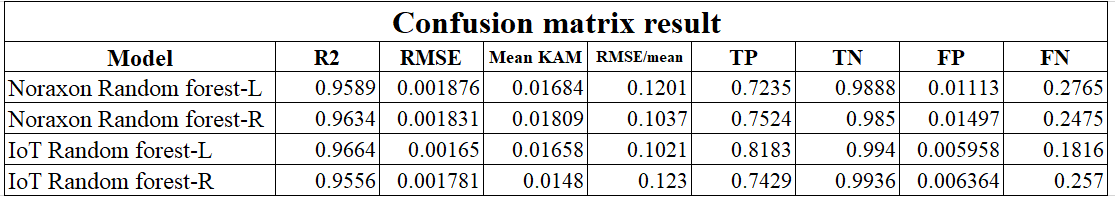 Confusion matrix result
Model R2 RMSE Mean KAM RMSE/mean TP TN FP FN
Noraxon Random forest-L 0.9589 0.001876 0.01684 0.1201 0.7235 0.9888 0.01113 0.2765
Noraxon Random forest-R 0.9634 0.001831 0.01809 0.1037 0.7524 0.985 0.01497 0.2475
IoT Random forest-L 0.9664 0.00165 0.01658 0.1021 0.8183 0.994 0.005958 0.1816
IoT Random forest-R 0.9556 0.001781 0.0148 0.123 0.7429 0.9936 0.006364 0.257